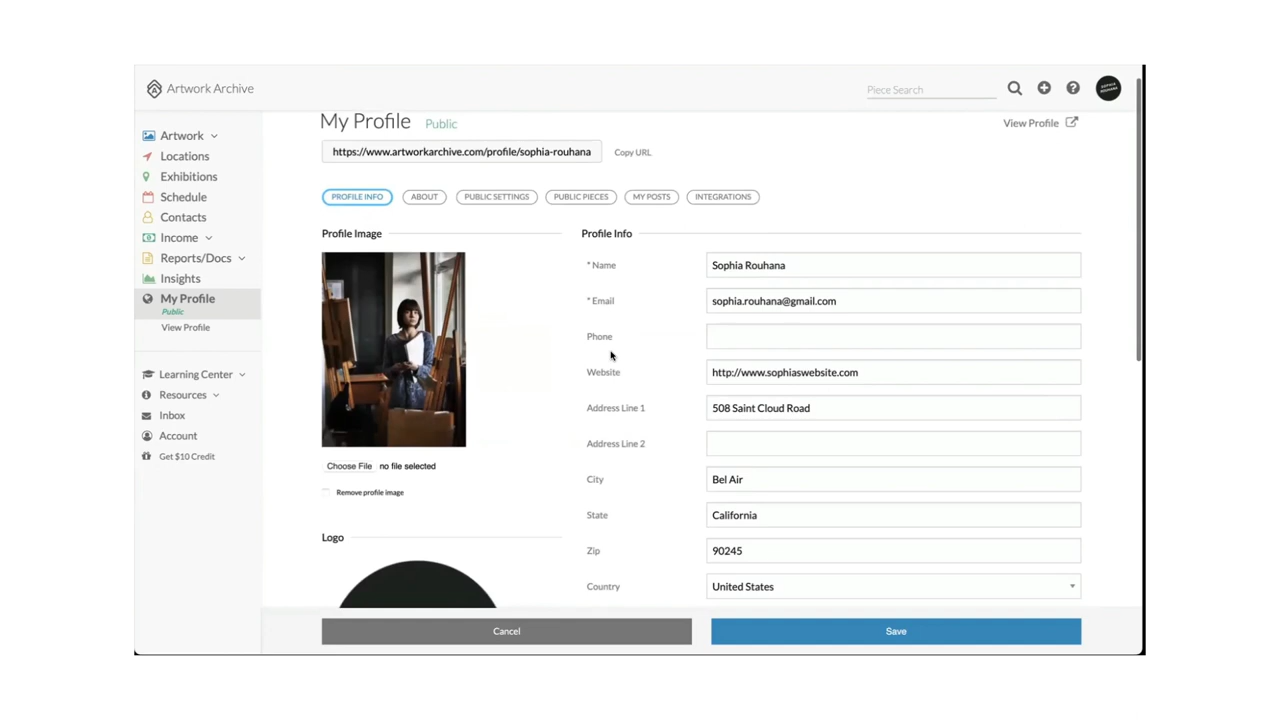 Artwork Archive
Piece Search
Artwork
Locations
Exhibitions
Schedule
Contacts
Income
Reports/Docs
Insights
My Profile
Public
View Profile
Learning Center
Resources
Inbox
Account
Get $10 Credit
My Profile Public
View Profile
https://www.artworkarchive.com/profile/sophia-rouhana Copy URL
PROFILE INFO ABOUT PUBLIC SETTINGS PUBLIC PIECES MY POSTS INTEGRATIONS
Profile Image
Choose File no file selected
Remove profile image
Logo
Profile Info
* Name Sophia Rouhana
* Email sophia.rouhana@gmail.com
Phone
Website http://www.sophiaswebsite.com
Address Line 1 508 Saint Cloud Road
Address Line 2
City Bel Air
State California
Zip 90245
Country United States
Cancel Save
SOPHIA
ROUHANA